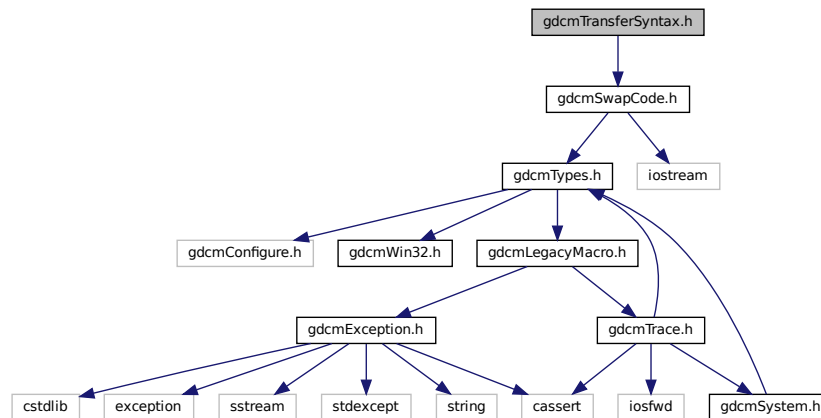 gdcmTransferSyntax.h
gdcmSwapCode.h
gdcmTypes.h
iostream
gdcmConfigure.h
gdcmWin32.h
gdcmLegacyMacro.h
gdcmException.h
gdcmTrace.h
cstdlib
exception
sstream
stdexcept
string
cassert
iosfwd
gdcmSystem.h